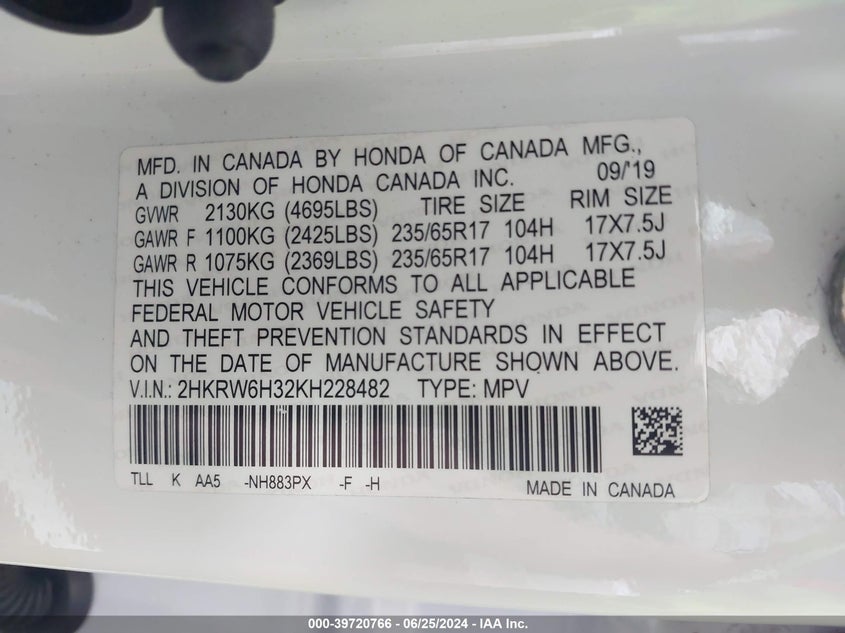 MFD. IN CANADA BY HONDA OF CANADA MFG.,
A DIVISION OF HONDA CANADA INC. 09/'19
GVWR 2130KG (4695LBS) TIRE SIZE RIM SIZE
GAWR F 1100KG (2425LBS) 235/65R17 104H 17X7.5J
GAWR R 1075KG (2369LBS) 235/65R17 104H 17X7.5J
THIS VEHICLE CONFORMS TO ALL APPLICABLE
FEDERAL MOTOR VEHICLE SAFETY
AND THEFT PREVENTION STANDARDS IN EFFECT
ON THE DATE OF MANUFACTURE SHOWN ABOVE.
V.I.N.: 2HKRW6H32KH228482 TYPE: MPV
TLL K AA5 -NH883PX -F -H MADE IN CANADA
000-39720766 - 06/25/2024 - IAA Inc.